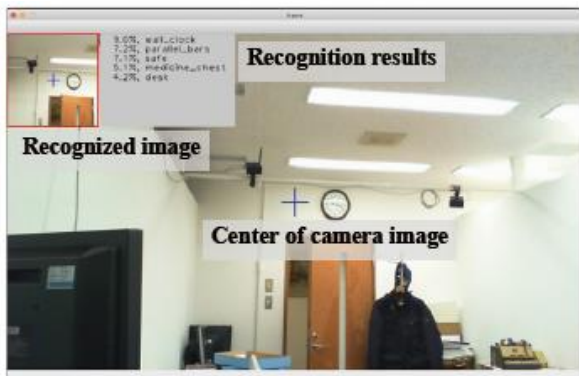 9.0%, wall_clock
7.2%, parallel_bars
7.1%, safe
5.1%, medicine_chest
4.2%, desk
Recognition results
Recognized image
Center of camera image